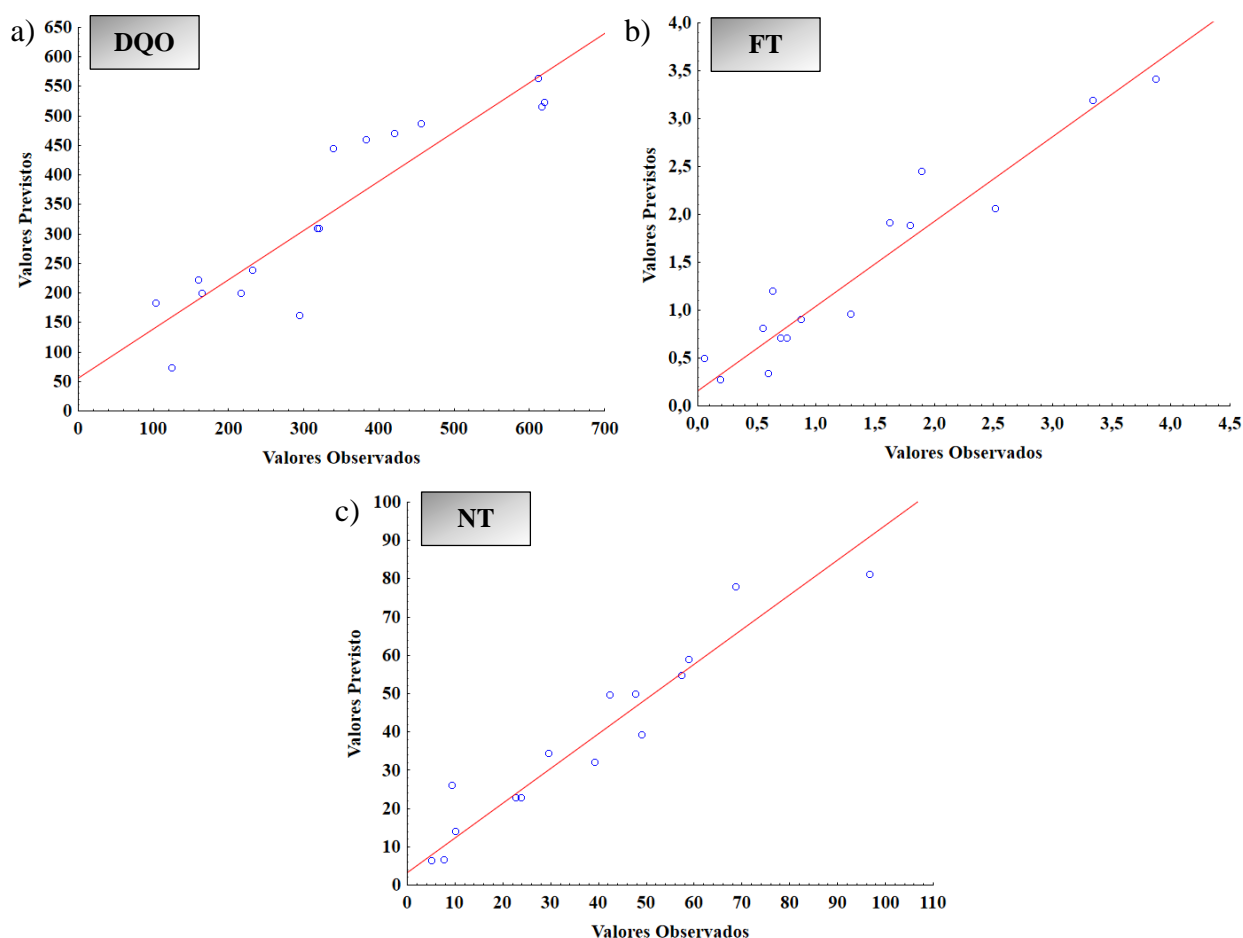 a)
DQO
Valores Previstos
650
600
550
500
450
400
350
300
250
200
150
100
50
0
0 100 200 300 400 500 600 700
Valores Observados
b)
FT
Valores Previstos
4,0
3,5
3,0
2,5
2,0
1,5
1,0
0,5
0,0
0,0 0,5 1,0 1,5 2,0 2,5 3,0 3,5 4,0 4,5
Valores Observados
c)
NT
Valores Previsto
100
90
80
70
60
50
40
30
20
10
0
0 10 20 30 40 50 60 70 80 90 100 110
Valores Observados